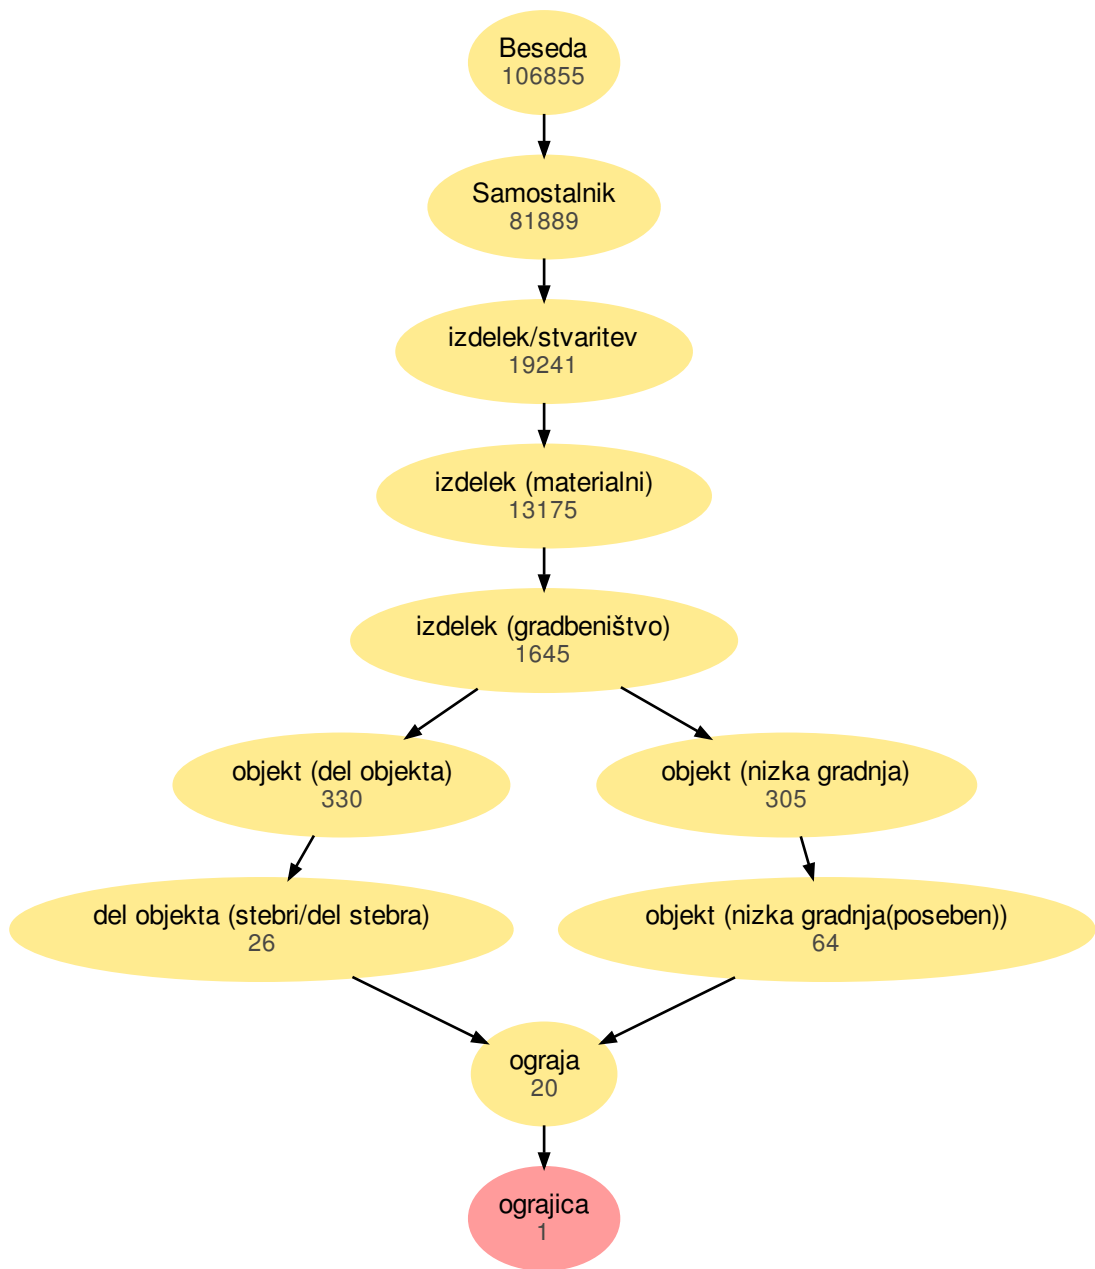 Beseda
106855
Samostalnik
81889
izdelek/stvaritev
19241
izdelek (materialni)
13175
izdelek (gradbeništvo)
1645
objekt (del objekta)
330
objekt (nizka gradnja)
305
del objekta (stebri/del stebra)
26
objekt (nizka gradnja(poseben))
64
ograja
20
ograjica
1